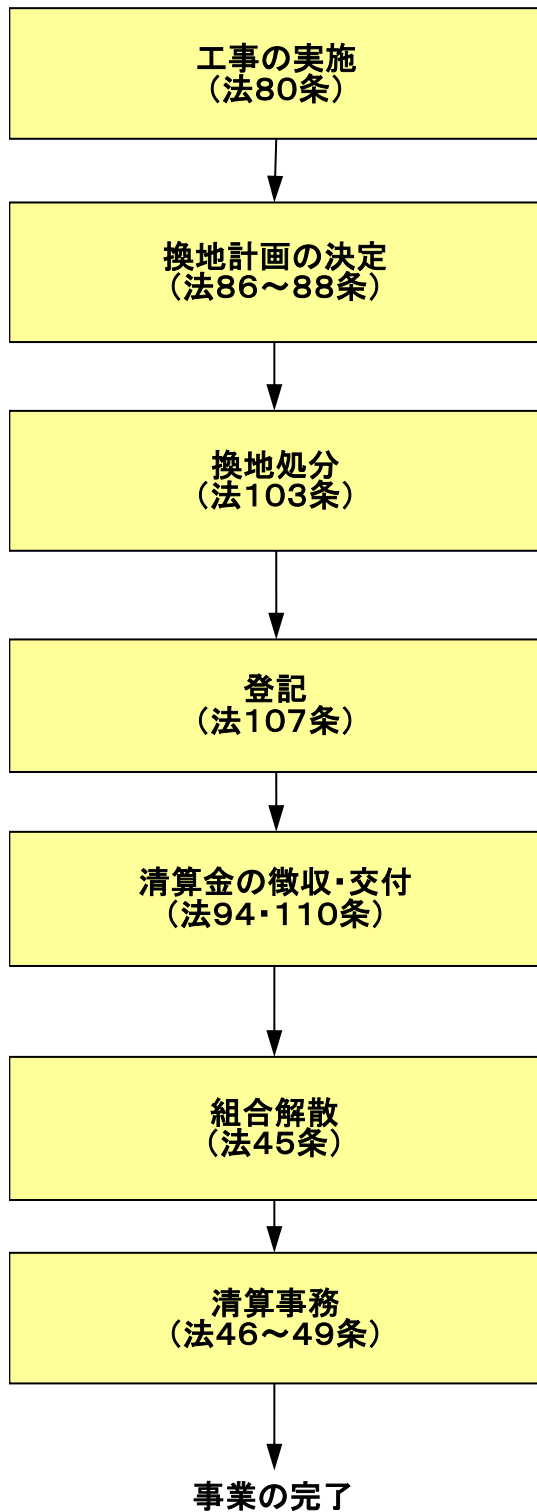 工事の実施
（法80条）
換地計画の決定
（法86～88条）
換地処分
（法103条）
登記
（法107条）
清算金の徴収・交付
（法94・110条）
組合解散
（法45条）
清算事務
（法46～49条）
事業の完了